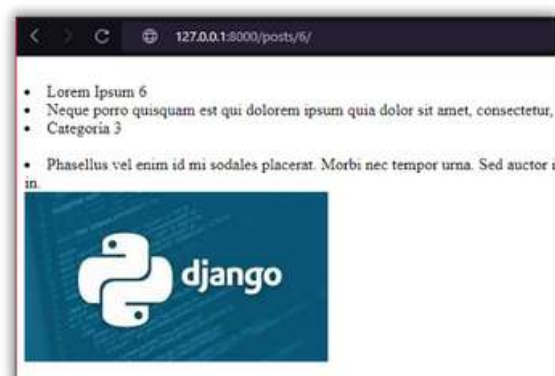 127.0.0.1:8000/posts/6/
Lorem Ipsum 6
Neque porro quisquam est qui dolorem ipsum quia dolor sit amet, consectetur,
Categoría 3
Phasellus vel enim id mi sodales placerat. Morbi nec tempor urna. Sed auctor
in.
django